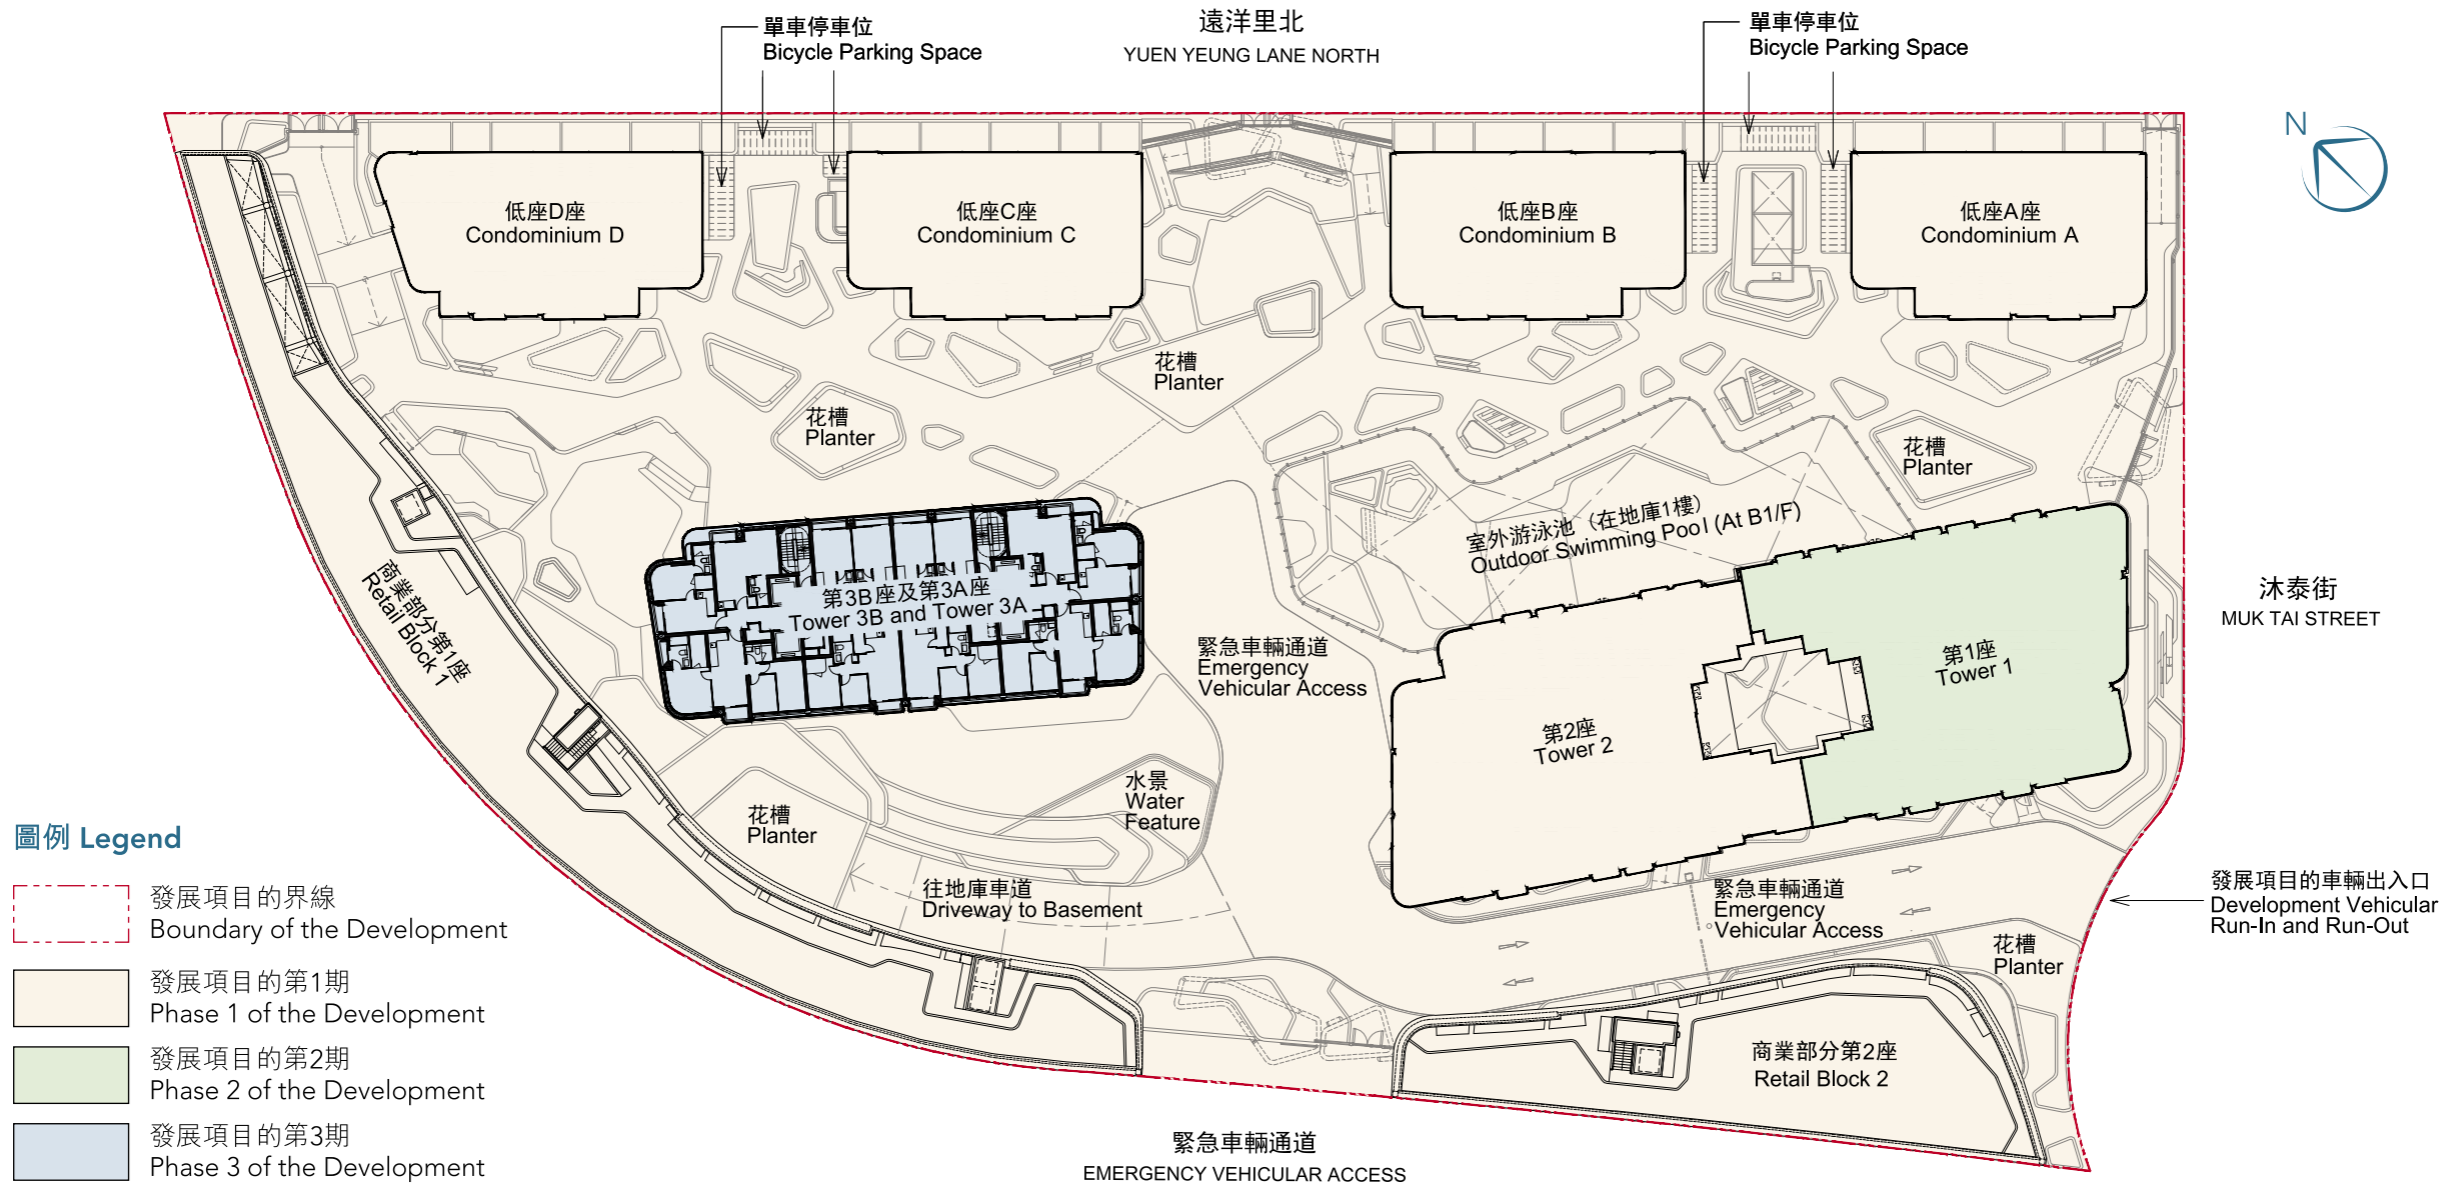 單車停車位
Bicycle Parking Space
遠洋里北
YUEN YEUNG LANE NORTH
單車停車位
Bicycle Parking Space
N
低座D座
Condominium D
低座C座
Condominium C
低座B座
Condominium B
低座A座
Condominium A
花槽
Planter
花槽
Planter
花槽
Planter
室外游泳池（在地庫1樓）
Outdoor Swimming Pool (At B1/F)
商業部分第1座
Retail Block 1
第3B座及第3A座
Tower 3B and Tower 3A
緊急車輛通道
Emergency
Vehicular Access
第1座
Tower 1
第2座
Tower 2
沐泰街
MUK TAI STREET
水景
Water
Feature
花槽
Planter
往地庫車道
Driveway to Basement
緊急車輛通道
Emergency
Vehicular Access
花槽
Planter
發展項目的車輛出入口
Development Vehicular
Run-In and Run-Out
商業部分第2座
Retail Block 2
緊急車輛通道
EMERGENCY VEHICULAR ACCESS
圖例 Legend
發展項目的界線
Boundary of the Development
發展項目的第1期
Phase 1 of the Development
發展項目的第2期
Phase 2 of the Development
發展項目的第3期
Phase 3 of the Development